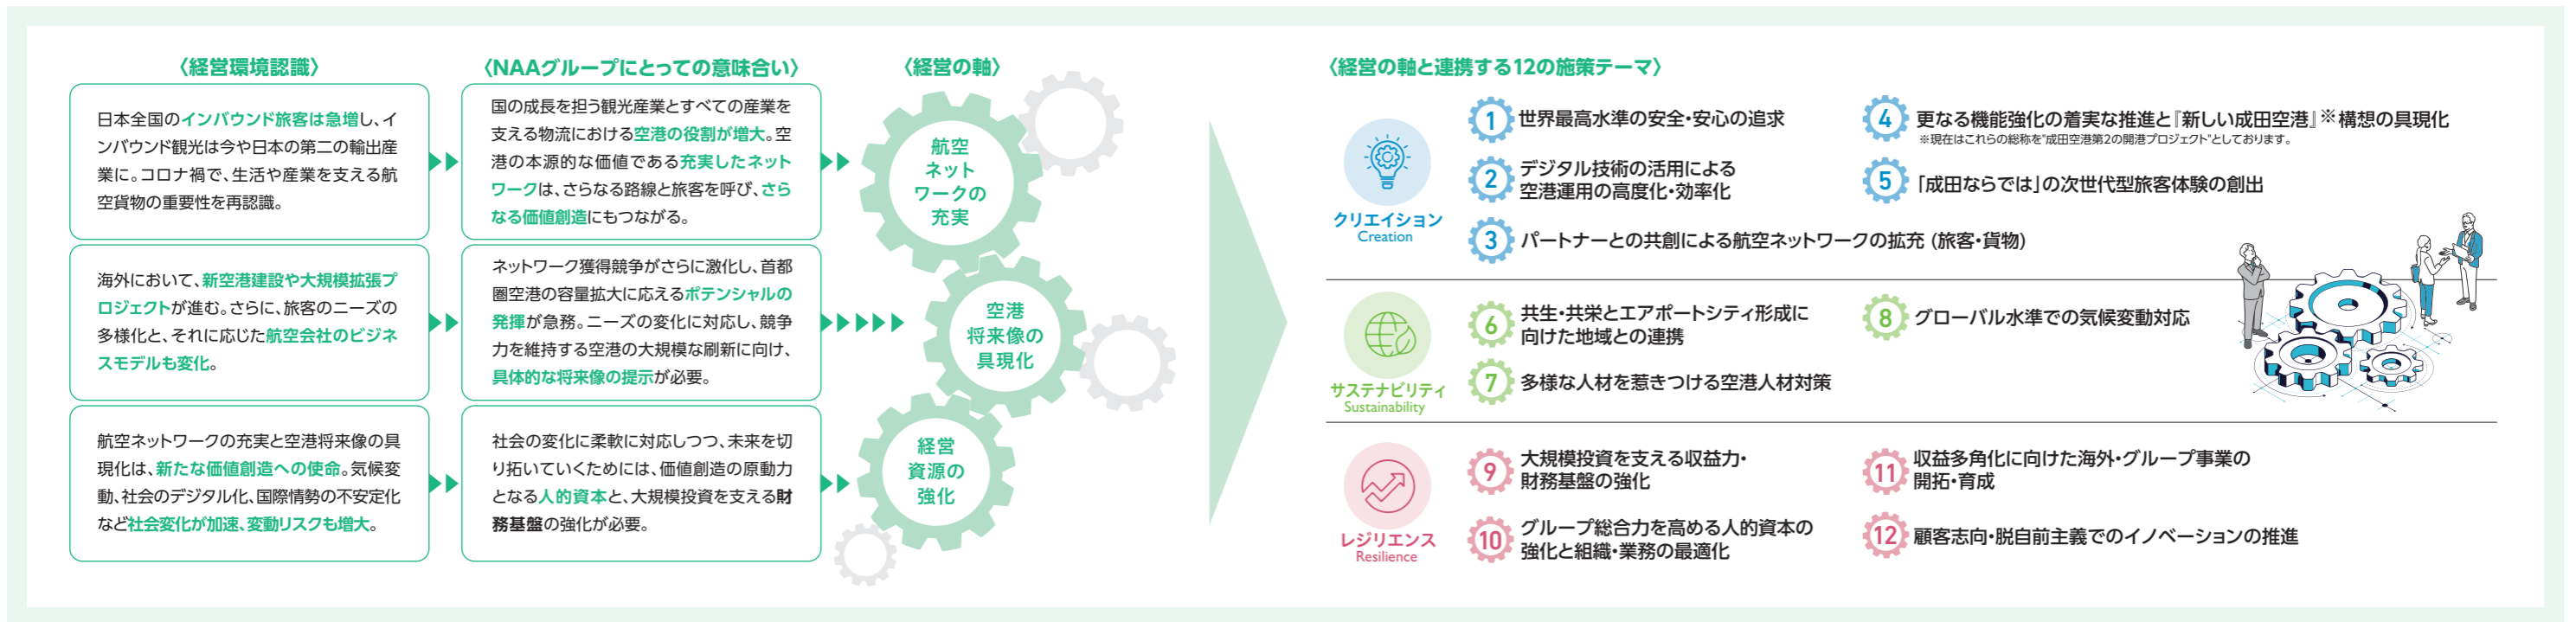 〈経営環境認識〉
日本全国のインバウンド旅客は急増し、イ
ンバウンド観光は今や日本の第二の輸出産
業に。コロナ禍で、生活や産業を支える航
空貨物の重要性を再認識。
海外において、新空港建設や大規模拡張プ
ロジェクトが進む。さらに、旅客のニーズの
多様化と、それに応じた航空会社のビジネ
スモデルも変化。
航空ネットワークの充実と空港将来像の具
現化は、新たな価値創造への使命。気候変
動、社会のデジタル化、国際情勢の不安定化
など社会変化が加速、変動リスクも増大。
〈NAAグループにとっての意味合い〉
国の成長を担う観光産業とすべての産業を
支える物流における空港の役割が増大。空
港の本源的な価値である充実したネット
ワークは、さらなる路線と旅客を呼び、さら
なる価値創造にもつながる。
ネットワーク獲得競争がさらに激化し、首都
圏空港の容量拡大に応えるポテンシャルの
発揮が急務。ニーズの変化に対応し、競争
力を維持する空港の大規模な刷新に向け、
具体的な将来像の提示が必要。
社会の変化に柔軟に対応しつつ、未来を切
り拓いていくためには、価値創造の原動力
となる人的資本と、大規模投資を支える財
務基盤の強化が必要。
〈経営の軸〉
航空
ネット
ワークの
充実
空港
将来像の
具現化
経営
資源の
強化
〈経営の軸と連携する12の施策テーマ〉
クリエイション
Creation
1 世界最高水準の安全・安心の追求
2 デジタル技術の活用による
空港運用の高度化・効率化
3 パートナーとの共創による航空ネットワークの拡充（旅客・貨物）
4 更なる機能強化の着実な推進と『新しい成田空港』※構想の具現化
※現在はこれらの総称を"成田空港第2の開港プロジェクト"としております。
5 「成田ならでは」の次世代型旅客体験の創出
サステナビリティ
Sustainability
6 共生・共栄とエアポートシティ形成に
向けた地域との連携
7 多様な人材を惹きつける空港人材対策
8 グローバル水準での気候変動対応
レジリエンス
Resilience
9 大規模投資を支える収益力・
財務基盤の強化
10 グループ総合力を高める人的資本の
強化と組織・業務の最適化
11 収益多角化に向けた海外・グループ事業の
開拓・育成
12 顧客志向・脱自前主義でのイノベーションの推進